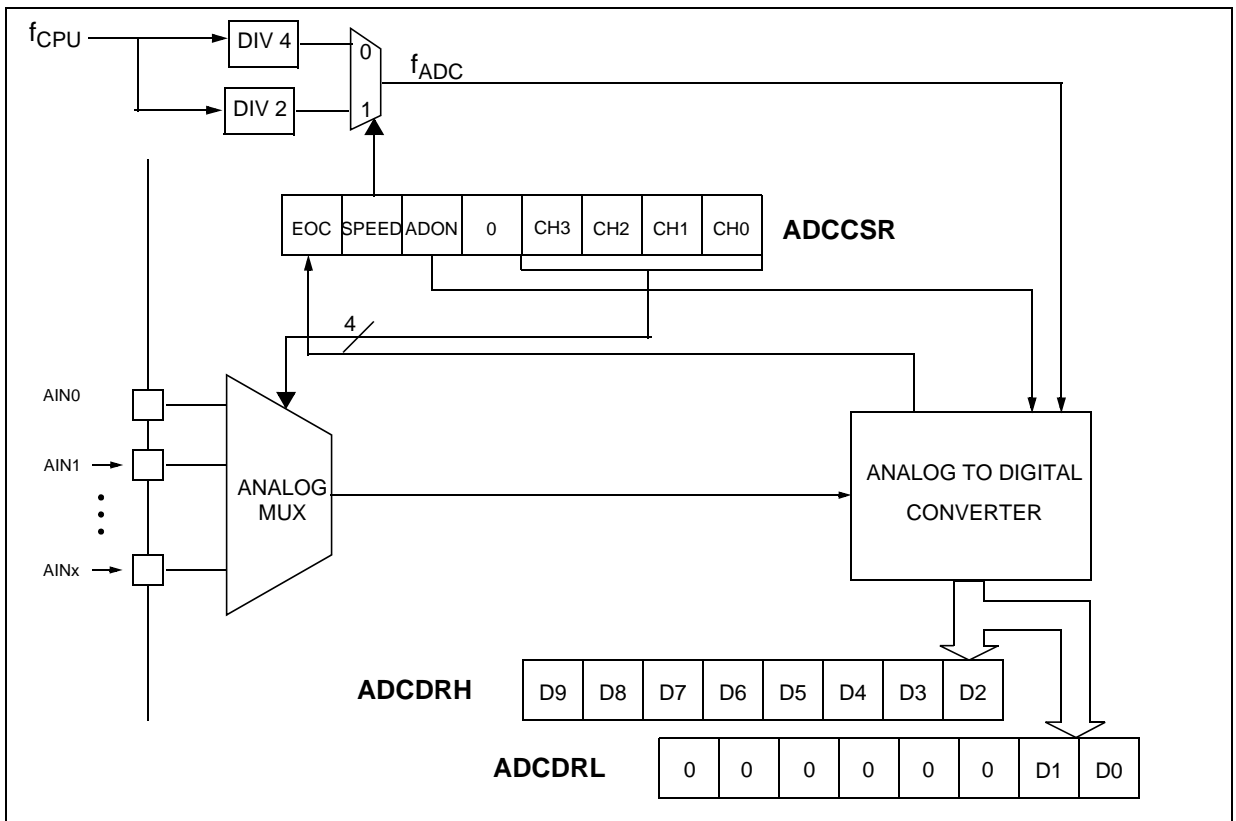 fCPU
DIV 4
0
fADC
DIV 2
1
EOC SPEED ADON 0 CH3 CH2 CH1 CH0 ADCCSR
4
AIN0
AIN1
AINx
ANALOG
MUX
ANALOG TO DIGITAL
CONVERTER
ADCDRH D9 D8 D7 D6 D5 D4 D3 D2
ADCDRL 0 0 0 0 0 0 D1 D0